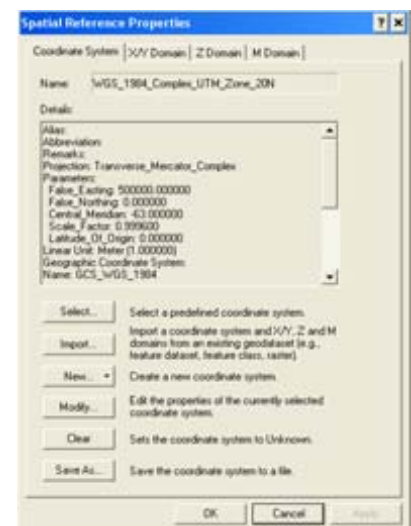 Spatial Reference Properties
Coordinate System X/Y Domain Z Domain M Domain
Name: WGS_1984_Complex_UTM_Zone_20N
Details:
Alias:
Abbreviation:
Remarks:
Projection: Transverse_Mercator_Complex
Parameters:
False_Easting: 500000.000000
False_Northing: 0.000000
Central_Meridian: -63.000000
Scale_Factor: 0.999600
Latitude_Of_Origin: 0.000000
Linear Unit: Meter (1.000000)
Geographic Coordinate System:
Name: GCS_WGS_1984
Select... Select a predefined coordinate system.
Import... Import a coordinate system and X/Y, Z and M
domains from an existing geodataset (e.g.,
feature dataset, feature class, raster).
New... Create a new coordinate system.
Modify... Edit the properties of the currently selected
coordinate system.
Clear Sets the coordinate system to Unknown.
Save As... Save the coordinate system to a file.
OK Cancel Apply